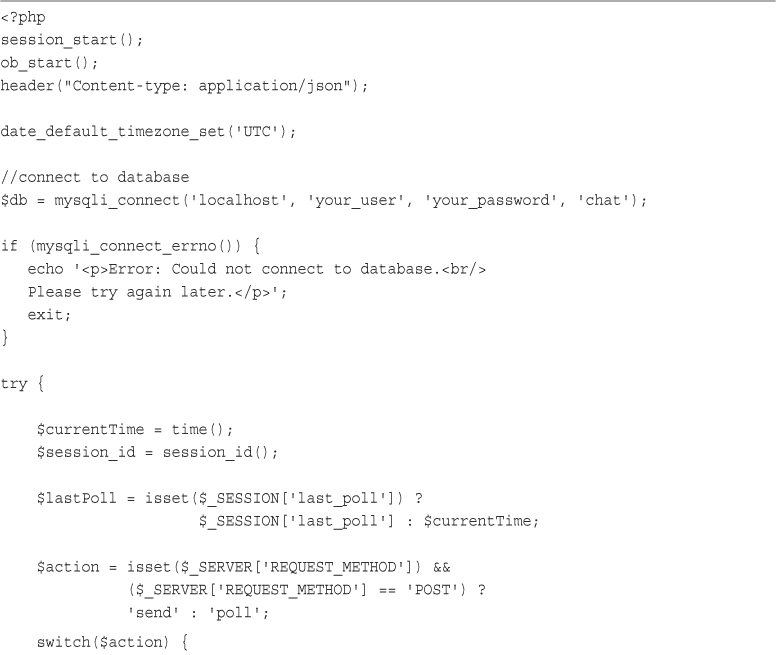 <?php
session_start();
ob_start();
header("Content-type: application/json");
date_default_timezone_set('UTC');
//connect to database
$db = mysqli_connect('localhost', 'your_user', 'your_password', 'chat');
if (mysqli_connect_errno()) {
   echo '<p>Error: Could not connect to database.<br/>
   Please try again later.</p>';
   exit;
}
try {
    $currentTime = time();
    $session_id = session_id();
    $lastPoll = isset($_SESSION['last_poll']) ?
                      $_SESSION['last_poll'] : $currentTime;
    $action = isset($_SERVER['REQUEST_METHOD']) &&
              ($_SERVER['REQUEST_METHOD'] == 'POST') ?
              'send' : 'poll';
    switch($action) {